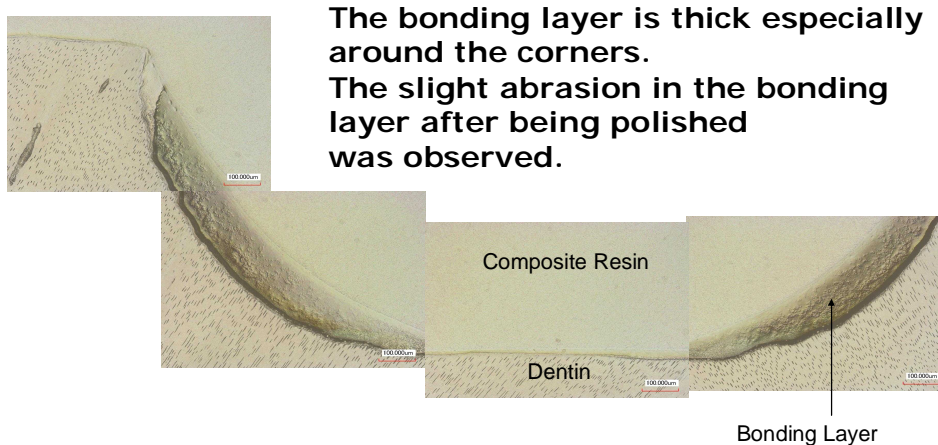 The bonding layer is thick especially
around the corners.
The slight abrasion in the bonding
layer after being polished
was observed.
100.000um
100.000um
Composite Resin
Dentin
100.000um
100.000um
Bonding Layer